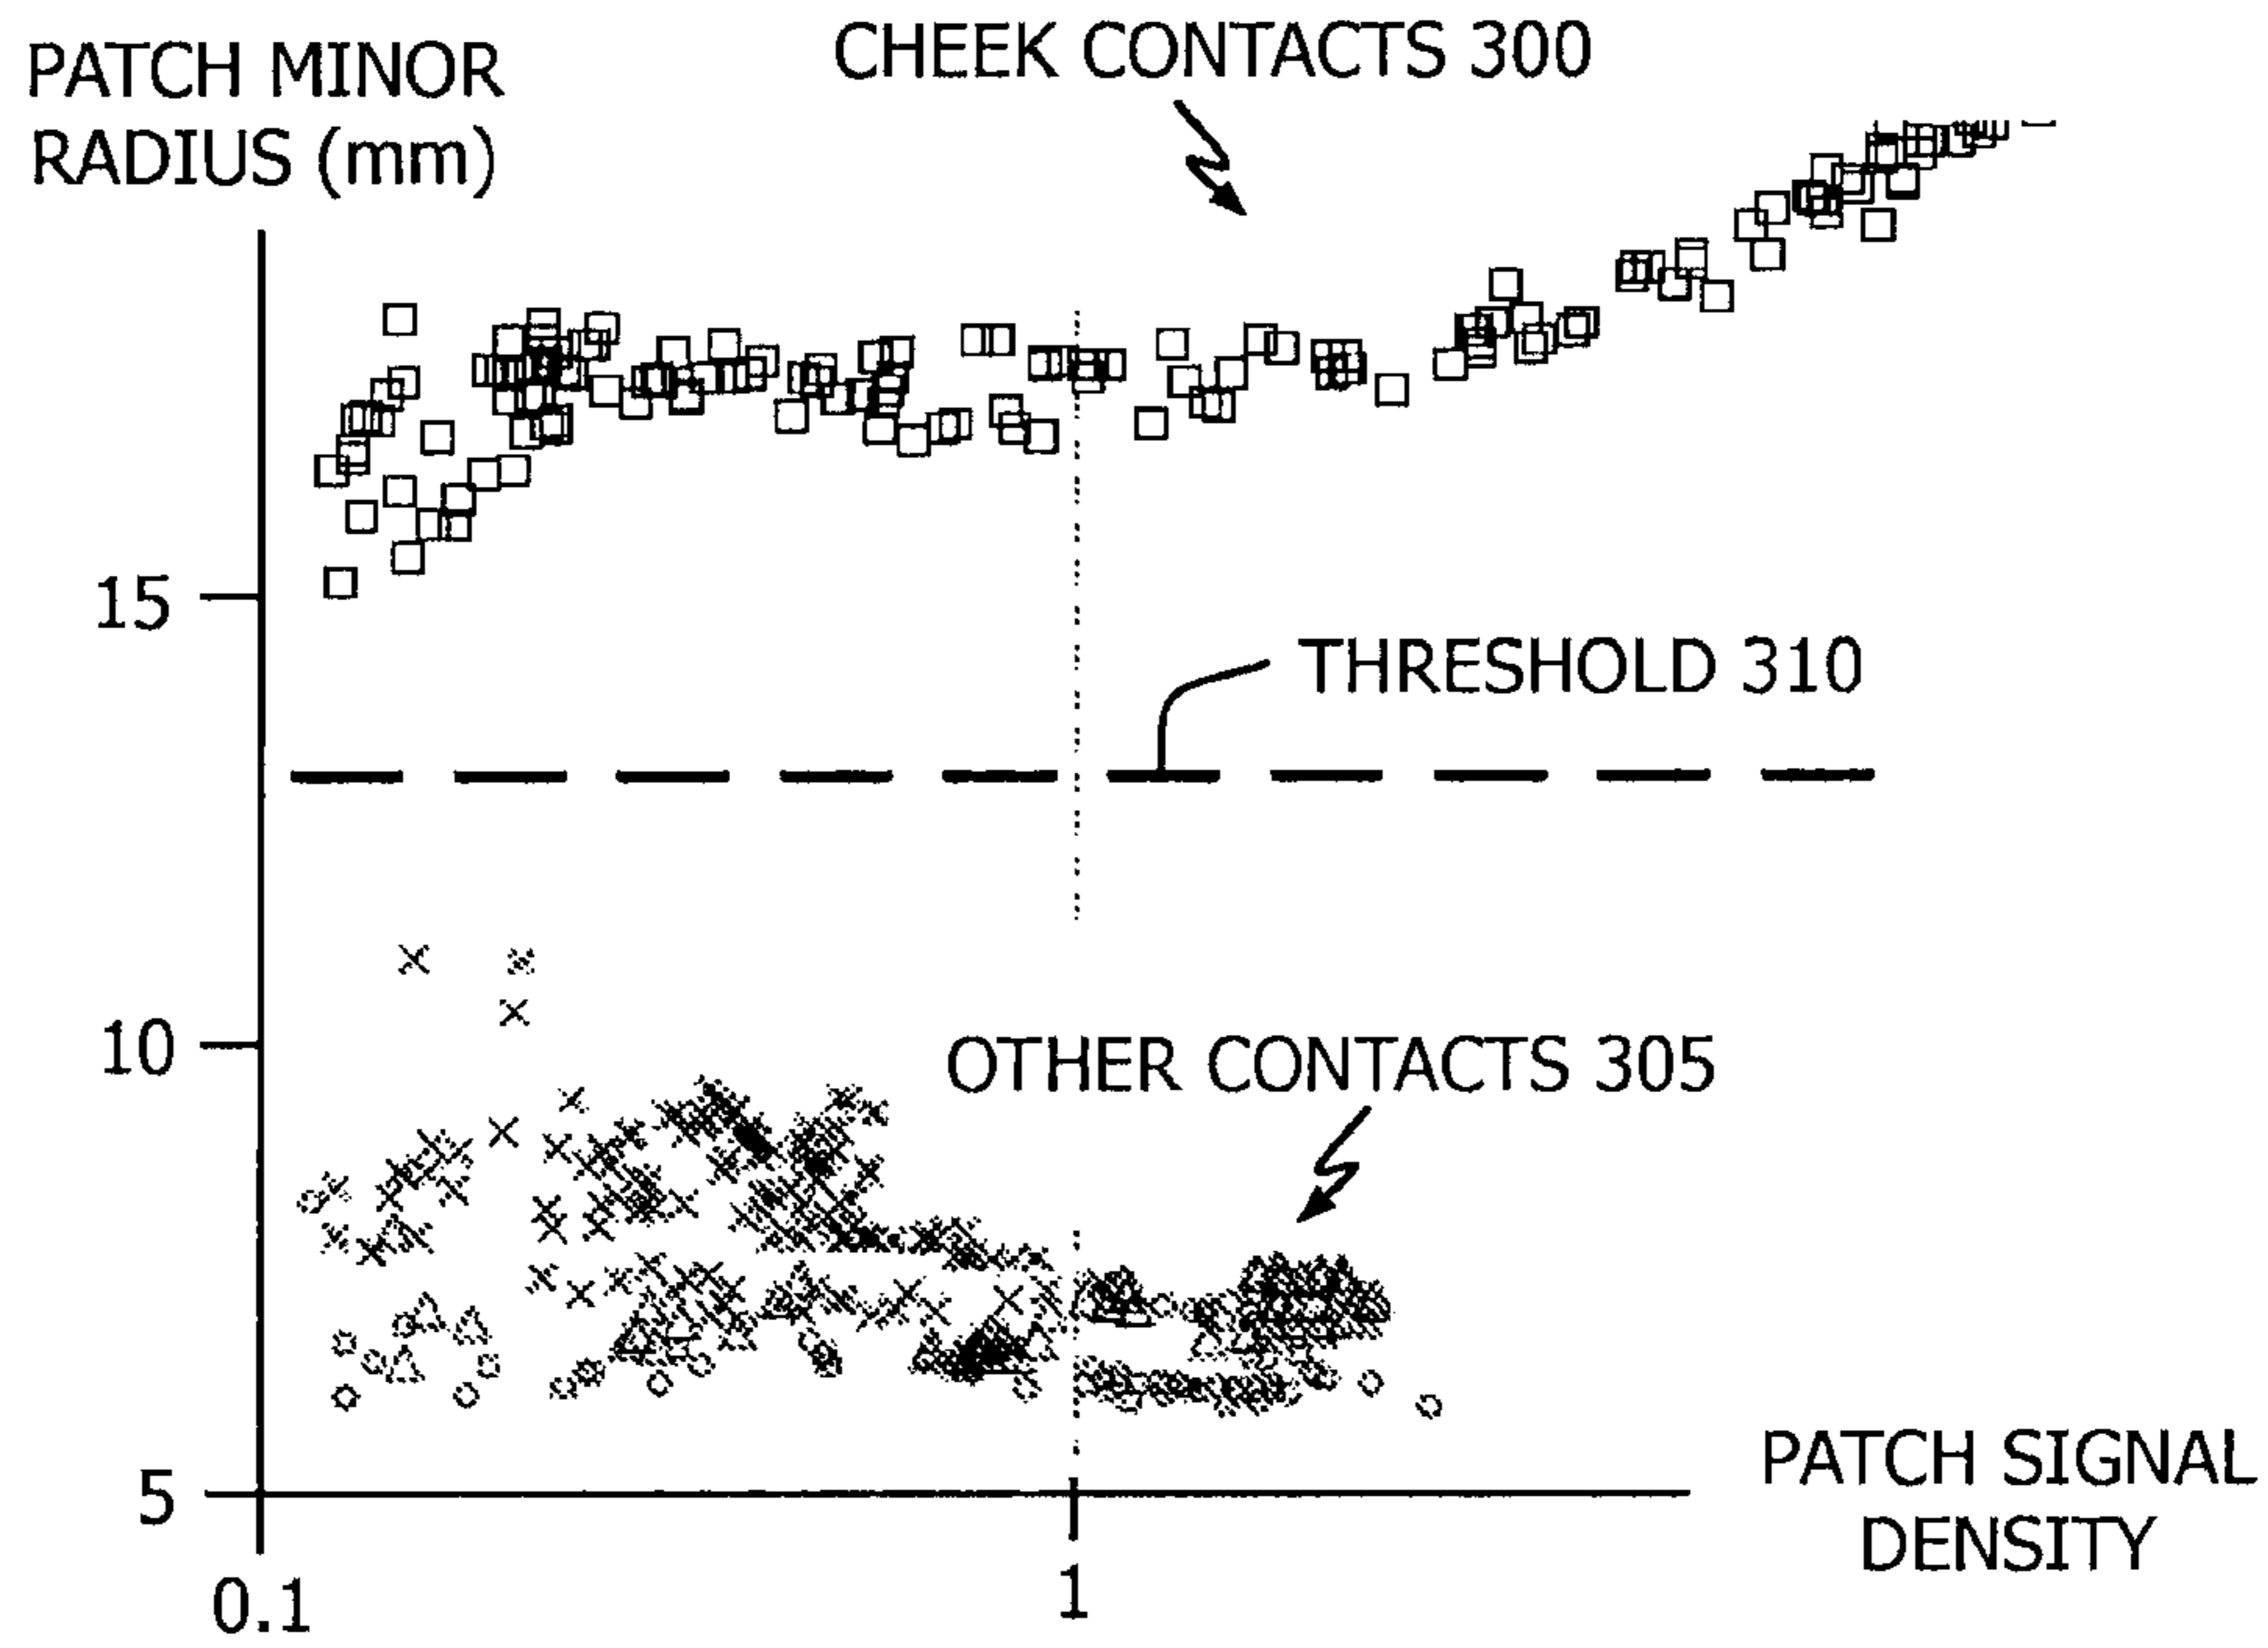 CHEEK CONTACTS 300
PATCH MINOR
RADIUS (mm)
15
THRESHOLD 310
10
OTHER CONTACTS 305
5
PATCH SIGNAL
DENSITY
0.1
1